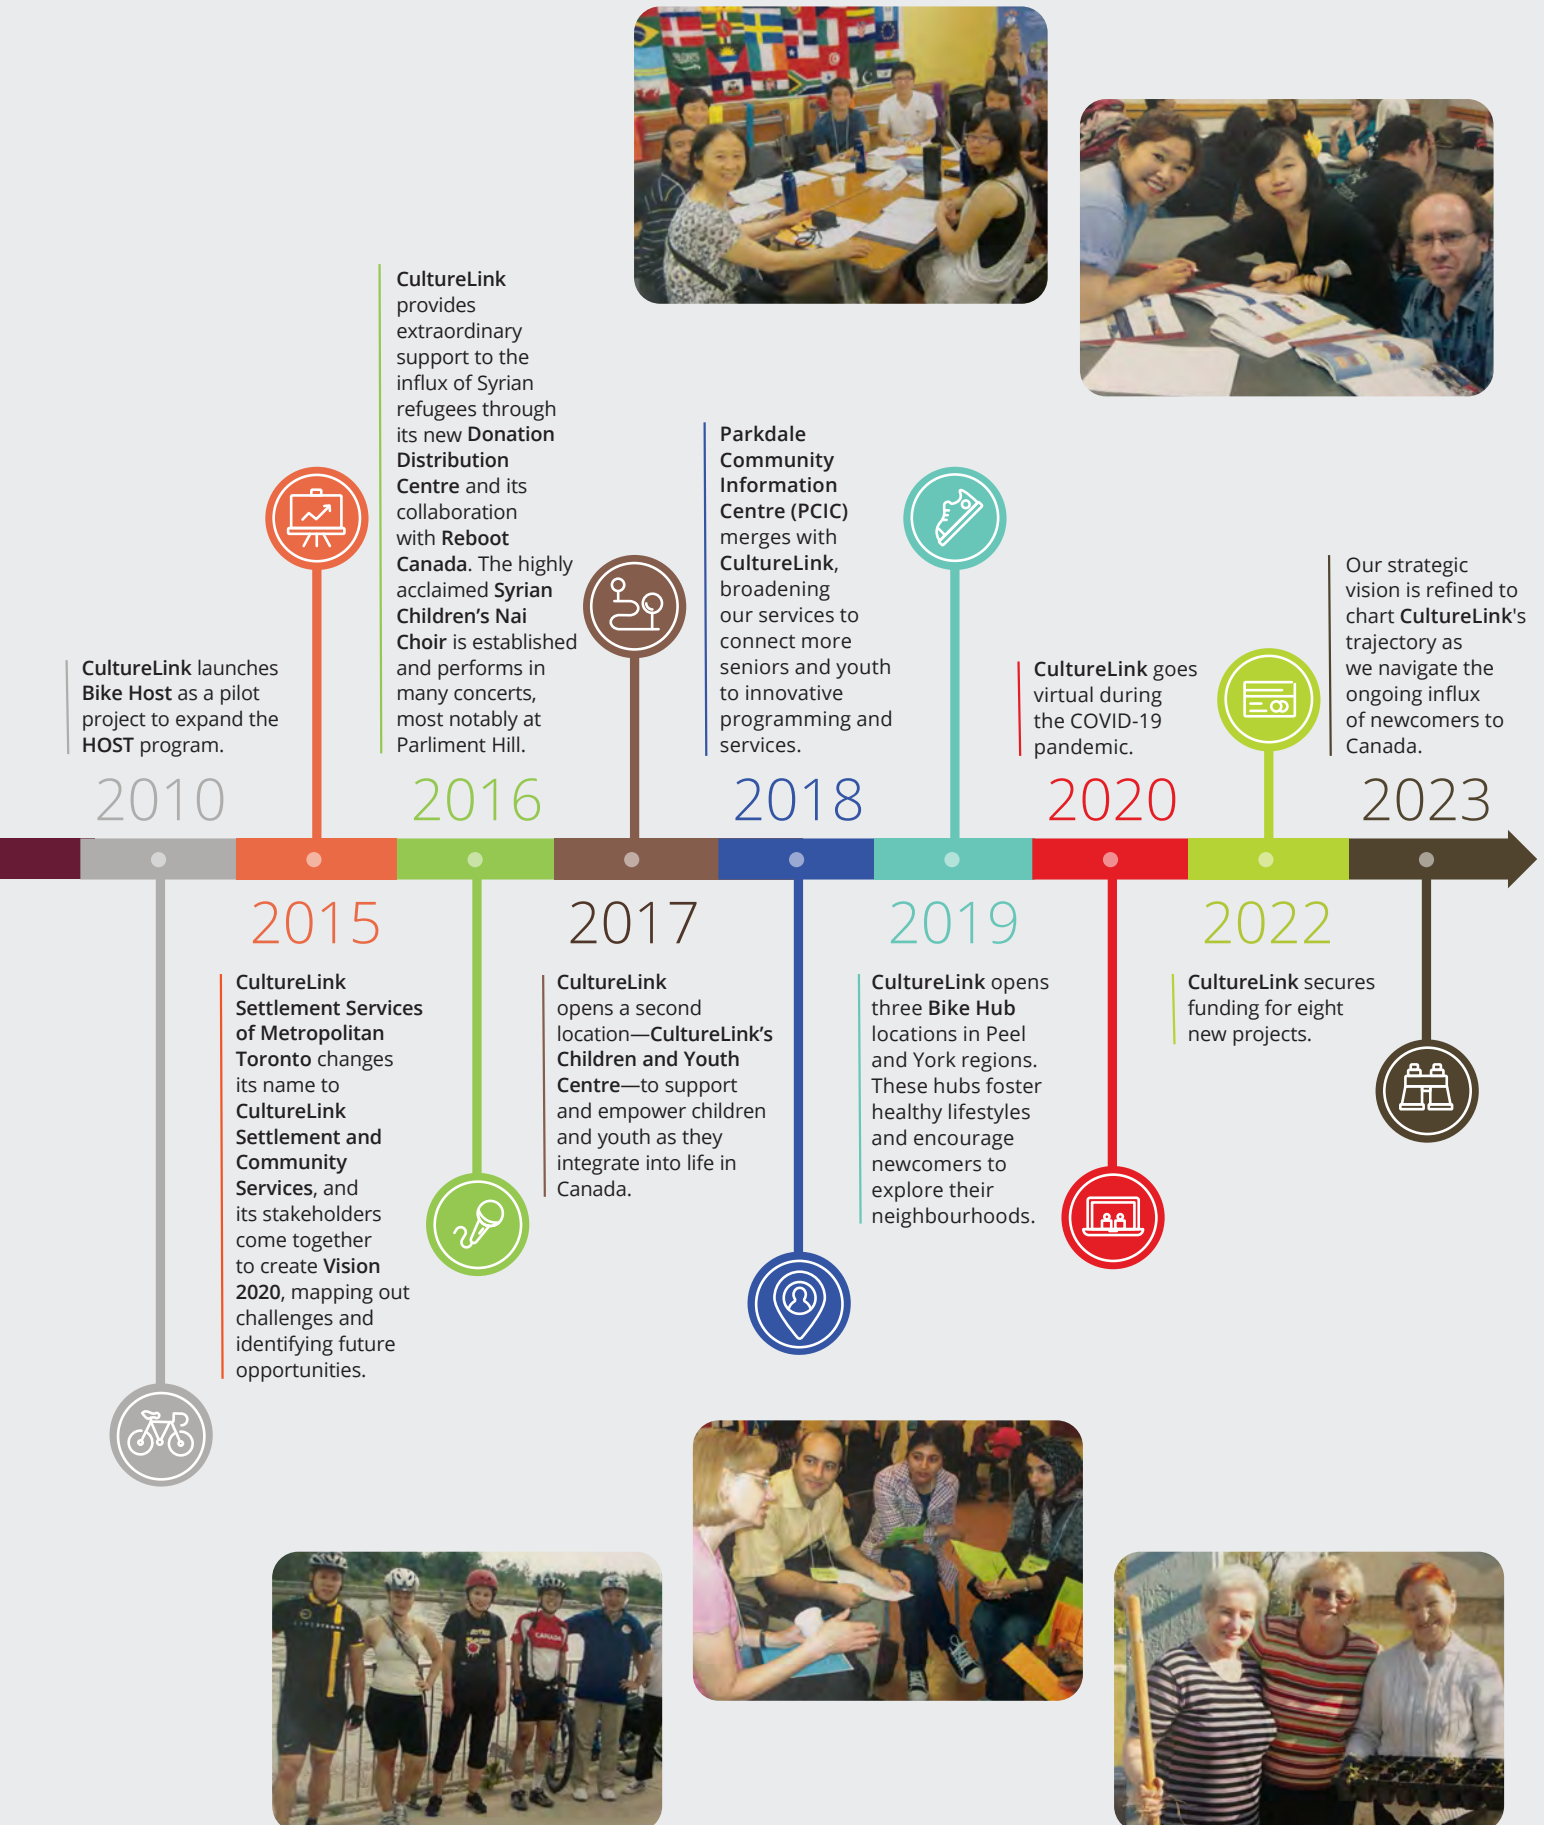 CultureLink
provides
extraordinary
support to the
influx of Syrian
refugees through
its new Donation
Distribution
Centre and its
collaboration
with Reboot
Canada. The highly
acclaimed Syrian
Children’s Nai
Choir is established
and performs in
many concerts,
most notably at
Parliment Hill.
Parkdale
Community
Information
Centre (PCIC)
merges with
CultureLink,
broadening
our services to
connect more
seniors and youth
to innovative
programming and
services.
Our strategic
vision is refined to
chart CultureLink's
trajectory as
we navigate the
ongoing influx
of newcomers to
Canada.
CultureLink launches
Bike Host as a pilot
project to expand the
HOST program.
CultureLink goes
virtual during
the COVID-19
pandemic.
2010
2016
2018
2020
2023
2015
2017
2019
2022
CultureLink
Settlement Services
of Metropolitan
Toronto changes
its name to
CultureLink
Settlement and
Community
Services, and
its stakeholders
come together
to create Vision
2020, mapping out
challenges and
identifying future
opportunities.
CultureLink
opens a second
location—CultureLink’s
Children and Youth
Centre—to support
and empower children
and youth as they
integrate into life in
Canada.
CultureLink opens
three Bike Hub
locations in Peel
and York regions.
These hubs foster
healthy lifestyles
and encourage
newcomers to
explore their
neighbourhoods.
CultureLink secures
funding for eight
new projects.
CANADA